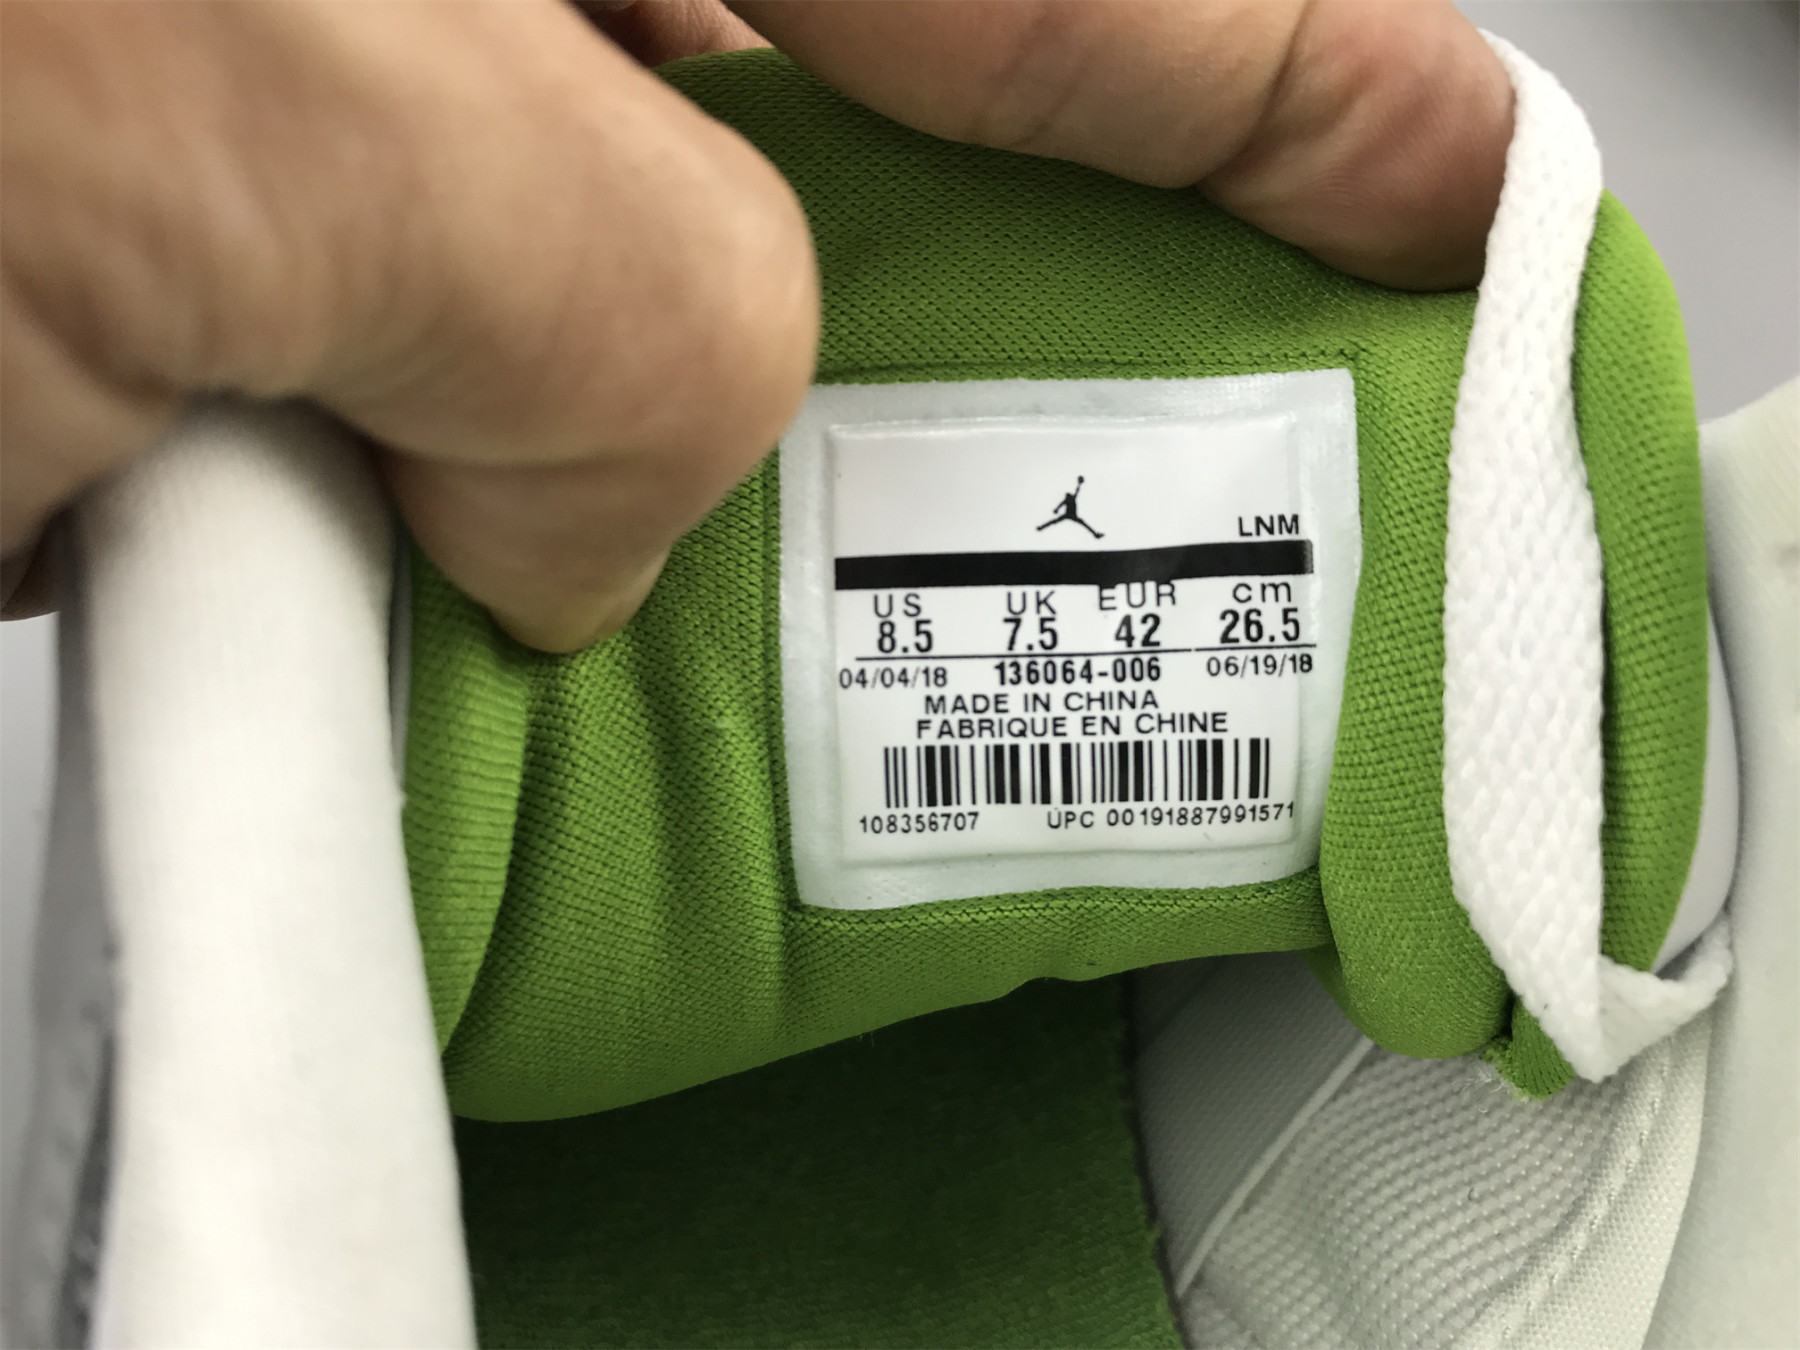 LNM
US UK EUR cm
8.5 7.5 42 26.5
04/04/18 136064-006 06/19/18
MADE IN CHINA
FABRIQUE EN CHINE
108356707 UPC 00191887991571